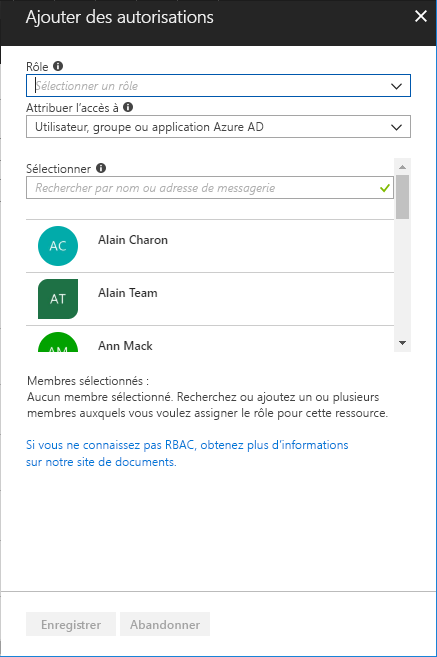 Ajouter des autorisations
Rôle
Sélectionner un rôle
Attribuer l'accès à
Utilisateur, groupe ou application Azure AD
Sélectionner
Rechercher par nom ou adresse de messagerie
AC
Alain Charon
AT
Alain Team
AM
Ann Mack
Membres sélectionnés :
Aucun membre sélectionné. Recherchez ou ajoutez un ou plusieurs
membres auxquels vous voulez assigner le rôle pour cette ressource.
Si vous ne connaissez pas RBAC, obtenez plus d'informations
sur notre site de documents.
Enregistrer
Abandonner